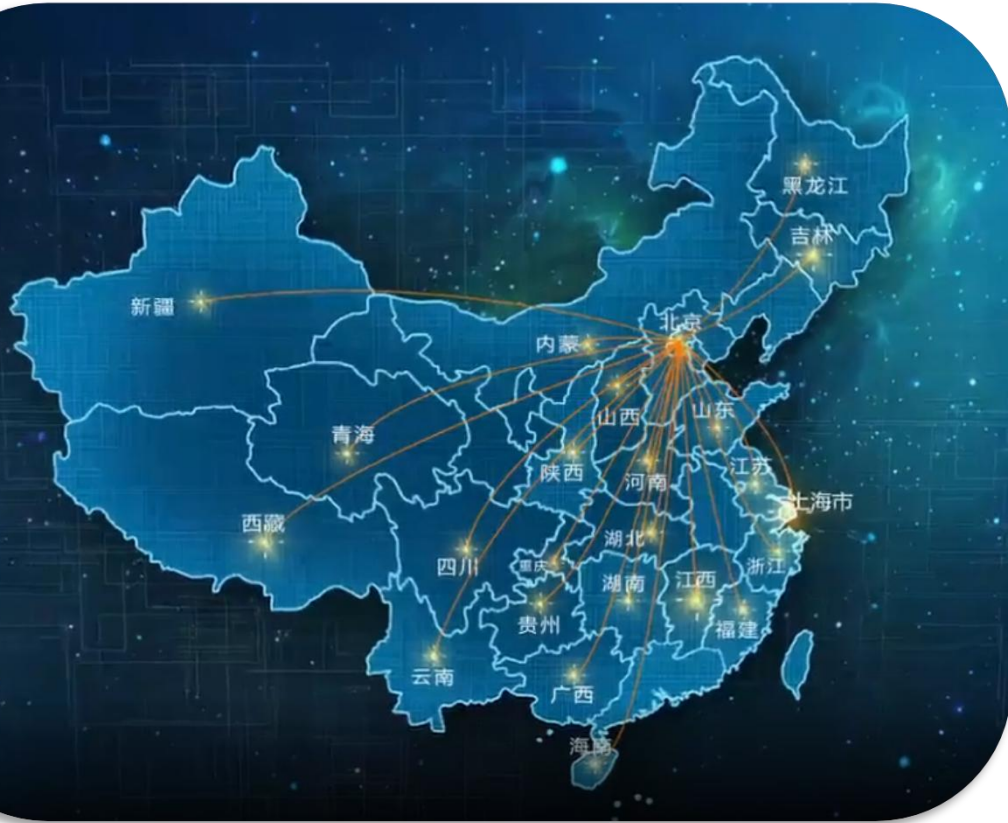 黑龙江
吉林
新疆
北京
内蒙
山东
山西
青海
江苏
陕西
河南
上海市
西藏
湖北
四川
重庆
浙江
湖南
江西
贵州
福建
云南
广西
海南